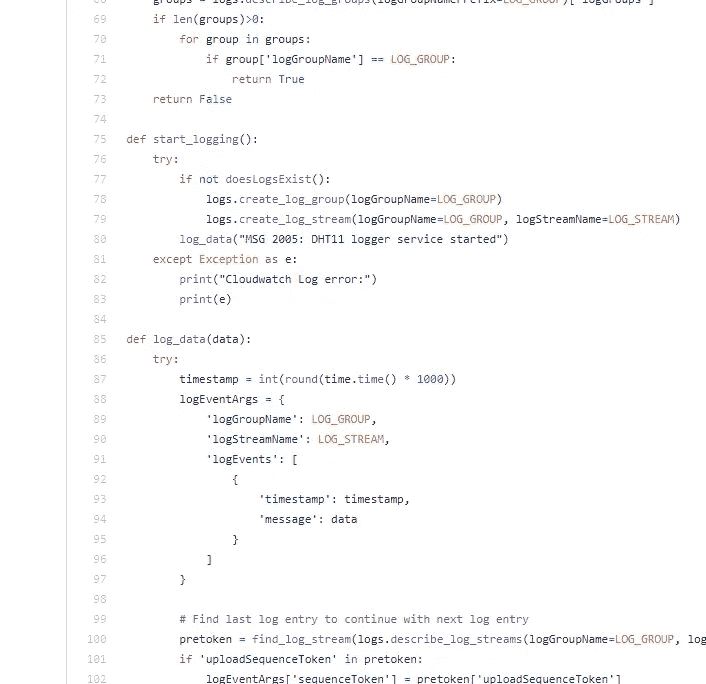 68 groups = logs.describe_log_groups(logGroupNamePrefix=LOG_GROUP)['logGroups']
69 if len(groups)>0:
70 for group in groups:
71 if group['logGroupName'] == LOG_GROUP:
72 return True
73 return False
74
75 def start_logging():
76 try:
77 if not doesLogsExist():
78 logs.create_log_group(logGroupName=LOG_GROUP)
79 logs.create_log_stream(logGroupName=LOG_GROUP, logStreamName=LOG_STREAM)
80 log_data("MSG 2005: DHT11 logger service started")
81 except Exception as e:
82 print("Cloudwatch Log error:")
83 print(e)
84
85 def log_data(data):
86 try:
87 timestamp = int(round(time.time() * 1000))
88 logEventArgs = {
89 'logGroupName': LOG_GROUP,
90 'logStreamName': LOG_STREAM,
91 'logEvents': [
92 {
93 'timestamp': timestamp,
94 'message': data
95 }
96 ]
97 }
98
99 # Find last log entry to continue with next log entry
100 pretoken = find_log_stream(logs.describe_log_streams(logGroupName=LOG_GROUP, log
101 if 'uploadSequenceToken' in pretoken:
102 logEventArgs['sequenceToken'] = pretoken['uploadSequenceToken']